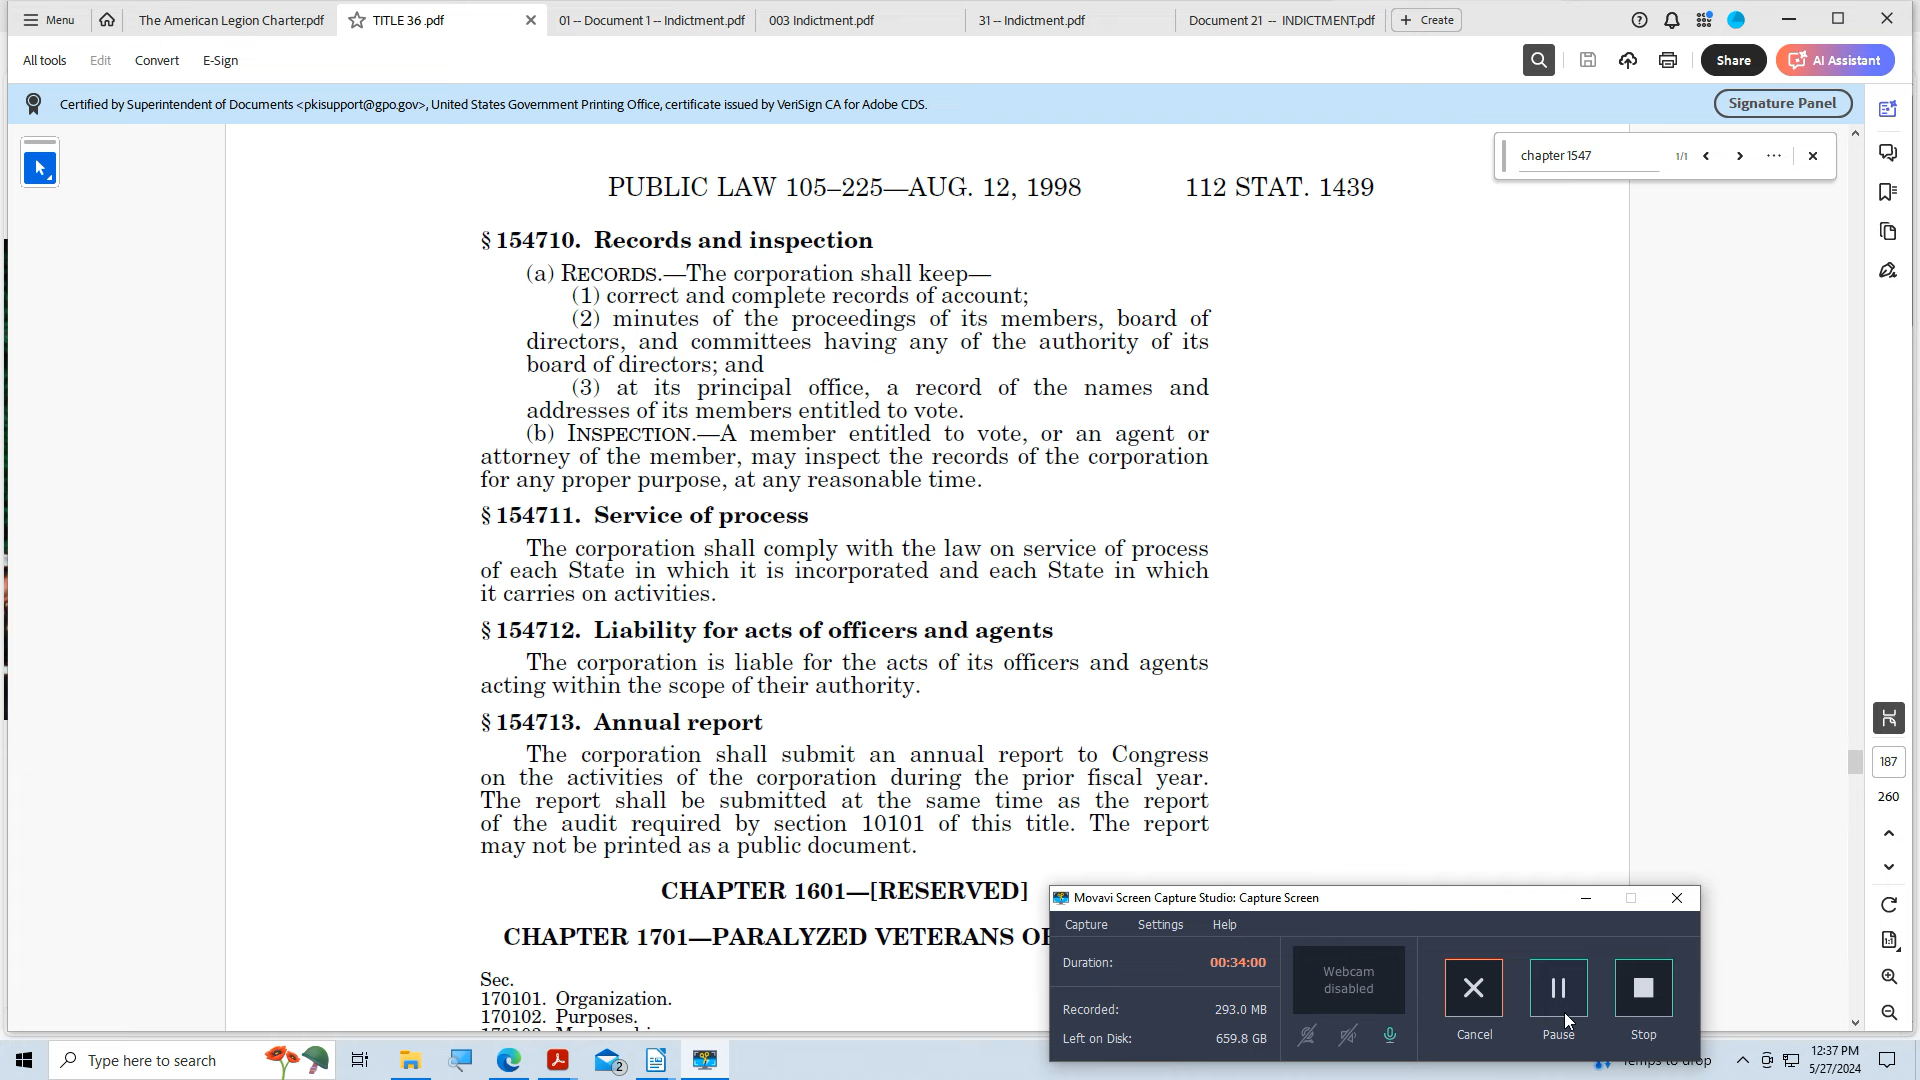 Menu
The American Legion Charter.pdf
TITLE 36 .pdf
01 -- Document 1 -- Indictment.pdf
003 Indictment.pdf
31 -- Indictment.pdf
Document 21 -- INDICTMENT.pdf
Create
All tools
Edit
Convert
E-Sign
Share
AI Assistant
Certified by Superintendent of Documents <pkisupport@gpo.gov>, United States Government Printing Office, certificate issued by VeriSign CA for Adobe CDS.
Signature Panel
chapter 1547
1/1
PUBLIC LAW 105–225—AUG. 12, 1998 112 STAT. 1439
§ 154710. Records and inspection
(a) RECORDS.—The corporation shall keep—
(1) correct and complete records of account;
(2) minutes of the proceedings of its members, board of
directors, and committees having any of the authority of its
board of directors; and
(3) at its principal office, a record of the names and
addresses of its members entitled to vote.
(b) INSPECTION.—A member entitled to vote, or an agent or
attorney of the member, may inspect the records of the corporation
for any proper purpose, at any reasonable time.
§ 154711. Service of process
The corporation shall comply with the law on service of process
of each State in which it is incorporated and each State in which
it carries on activities.
§ 154712. Liability for acts of officers and agents
The corporation is liable for the acts of its officers and agents
acting within the scope of their authority.
§ 154713. Annual report
The corporation shall submit an annual report to Congress
on the activities of the corporation during the prior fiscal year.
The report shall be submitted at the same time as the report
of the audit required by section 10101 of this title. The report
may not be printed as a public document.
CHAPTER 1601—[RESERVED]
CHAPTER 1701—PARALYZED VETERANS
Sec.
170101. Organization.
170102. Purposes.
187
260
Movavi Screen Capture Studio: Capture Screen
Capture
Settings
Help
Duration:
00:34:00
Recorded:
293.0 MB
Left on Disk:
659.8 GB
Webcam
disabled
Cancel
Pause
Stop
Type here to search
2
Temps to drop
12:37 PM
5/27/2024